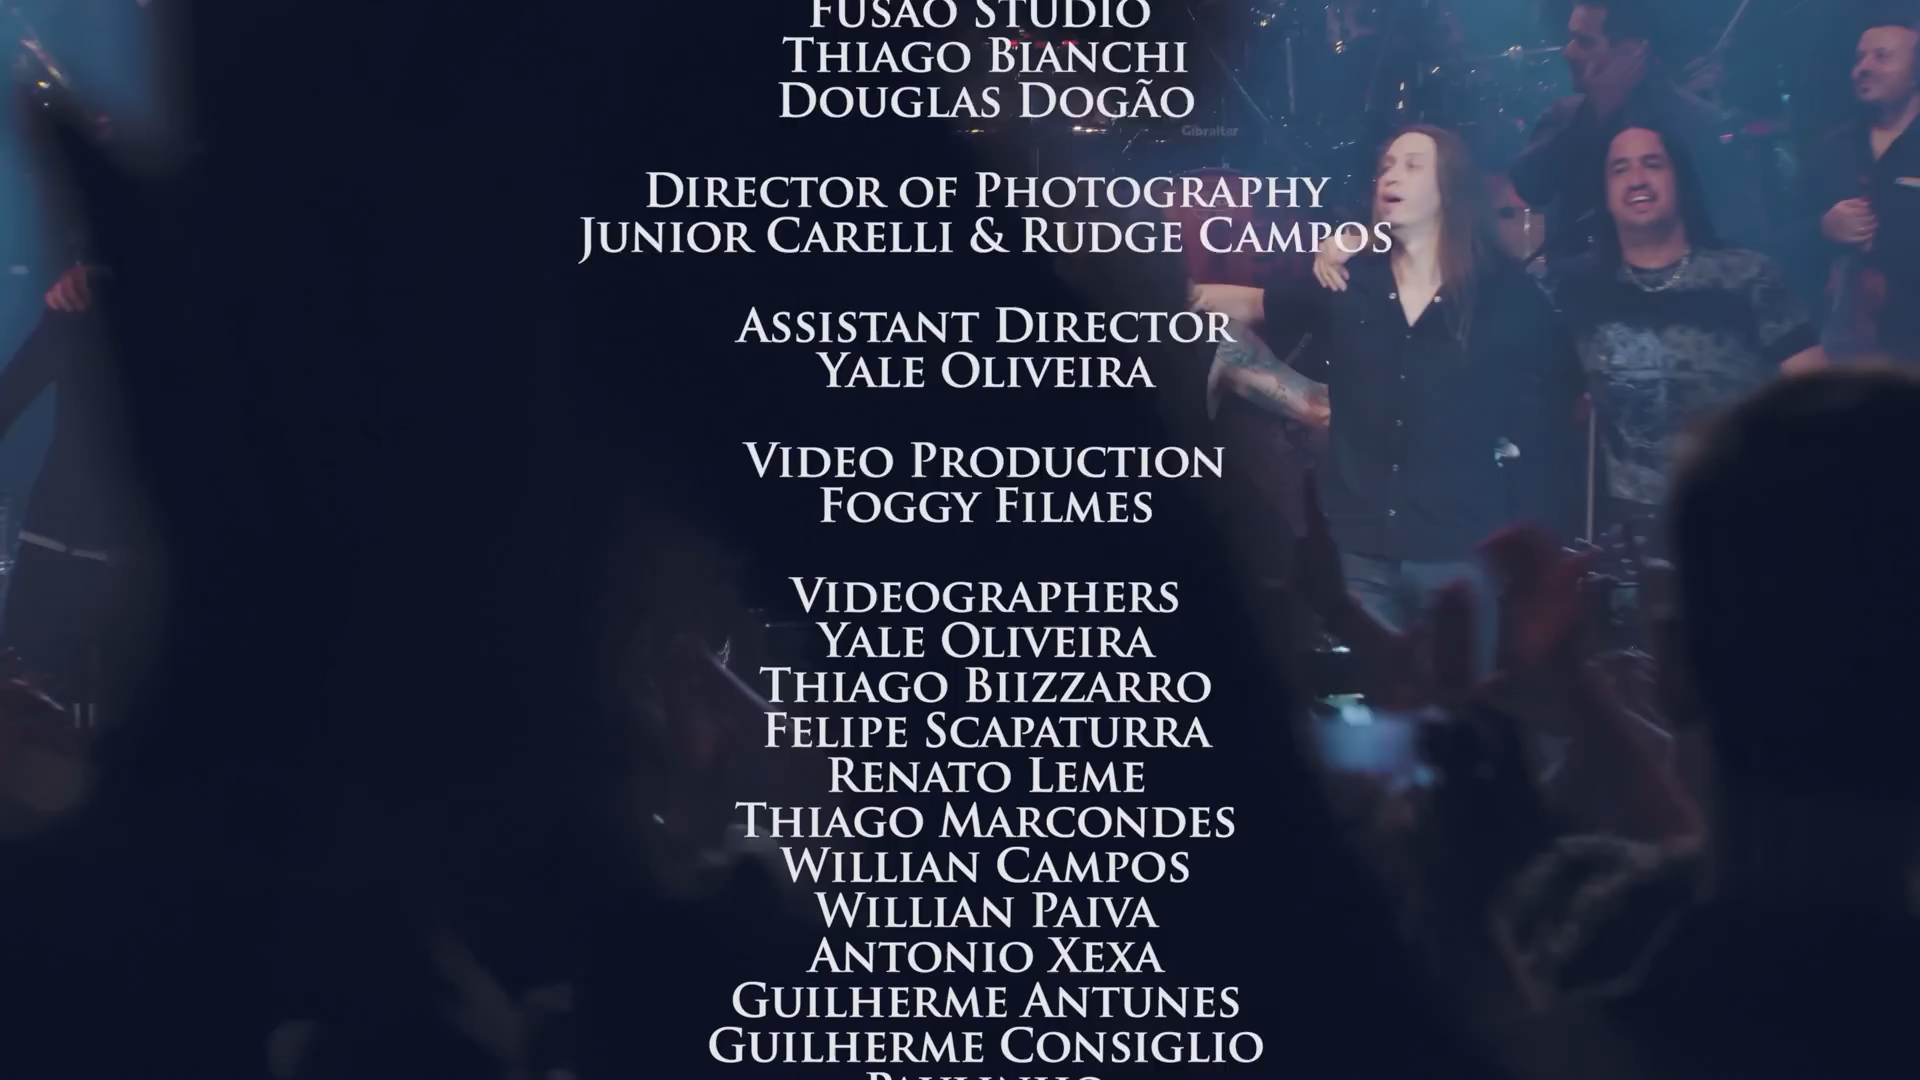 FUSÃO STUDIO
THIAGO BIANCHI
DOUGLAS DOGÃO
Gibraltar
DIRECTOR OF PHOTOGRAPHY
JUNIOR CARELLI & RUDGE CAMPOS
ASSISTANT DIRECTOR
YALE OLIVEIRA
VIDEO PRODUCTION
FOGGY FILMES
VIDEOGRAPHERS
YALE OLIVEIRA
THIAGO BIIZZARRO
FELIPE SCAPATURRA
RENATO LEME
THIAGO MARCONDES
WILLIAN CAMPOS
WILLIAN PAIVA
ANTONIO XEXA
GUILHERME ANTUNES
GUILHERME CONSIGLIO